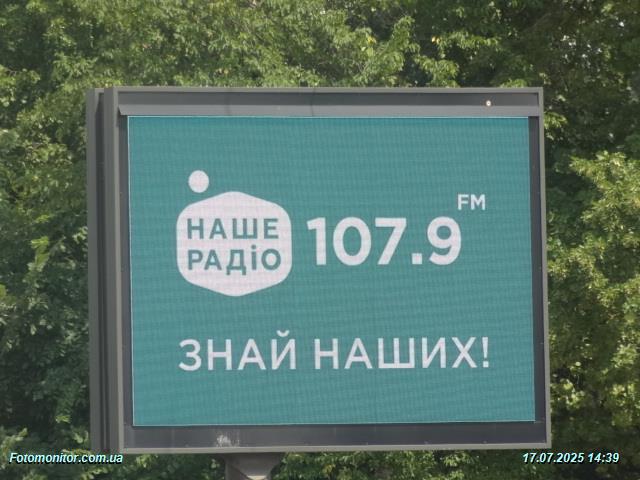 НАШЕ
РАДІО
107.9 FM
ЗНАЙ НАШИХ!
Fotomonitor.com.ua
17.07.2025 14:39